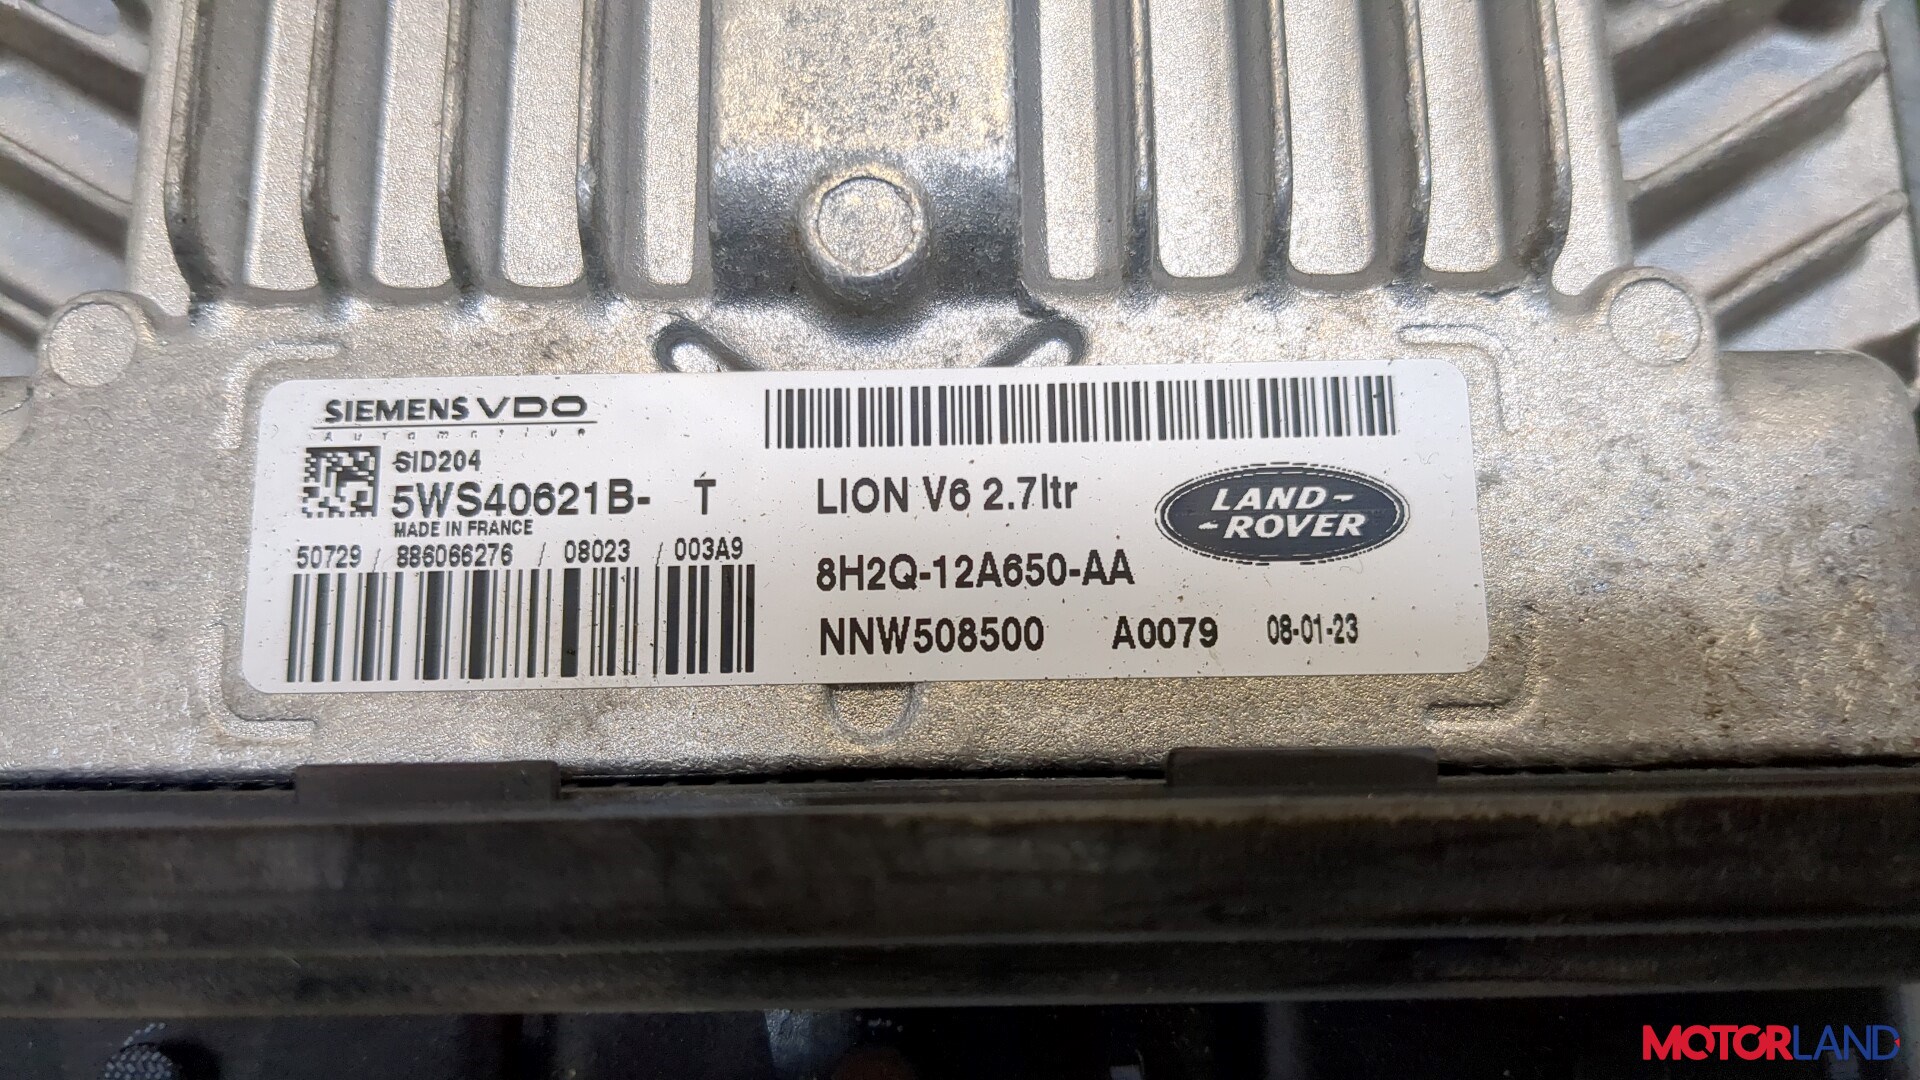 SIEMENS VDO
Automotive
SID204
5WS40621B- T
MADE IN FRANCE
50729 / 886066276 / 08023 / 003A9
LION V6 2.7ltr
LAND-
-ROVER
8H2Q-12A650-AA
NNW508500 A0079 08-01-23
MOTORLAND